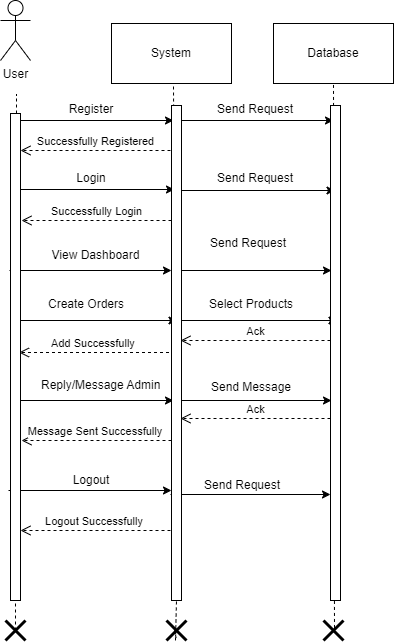 User
System
Database
Register
Send Request
Successfully Registered
Login
Send Request
Successfully Login
Send Request
View Dashboard
Create Orders
Select Products
Ack
Add Successfully
Reply/Message Admin
Send Message
Ack
Message Sent Successfully
Logout
Send Request
Logout Successfully